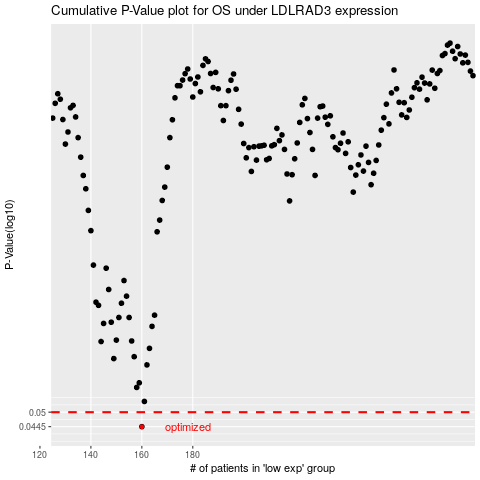 Cumulative P-Value plot for OS under LDLRAD3 expression
P-Value(log10)
0.05
0.0445
optimized
120 140 160 180
# of patients in 'low exp' group